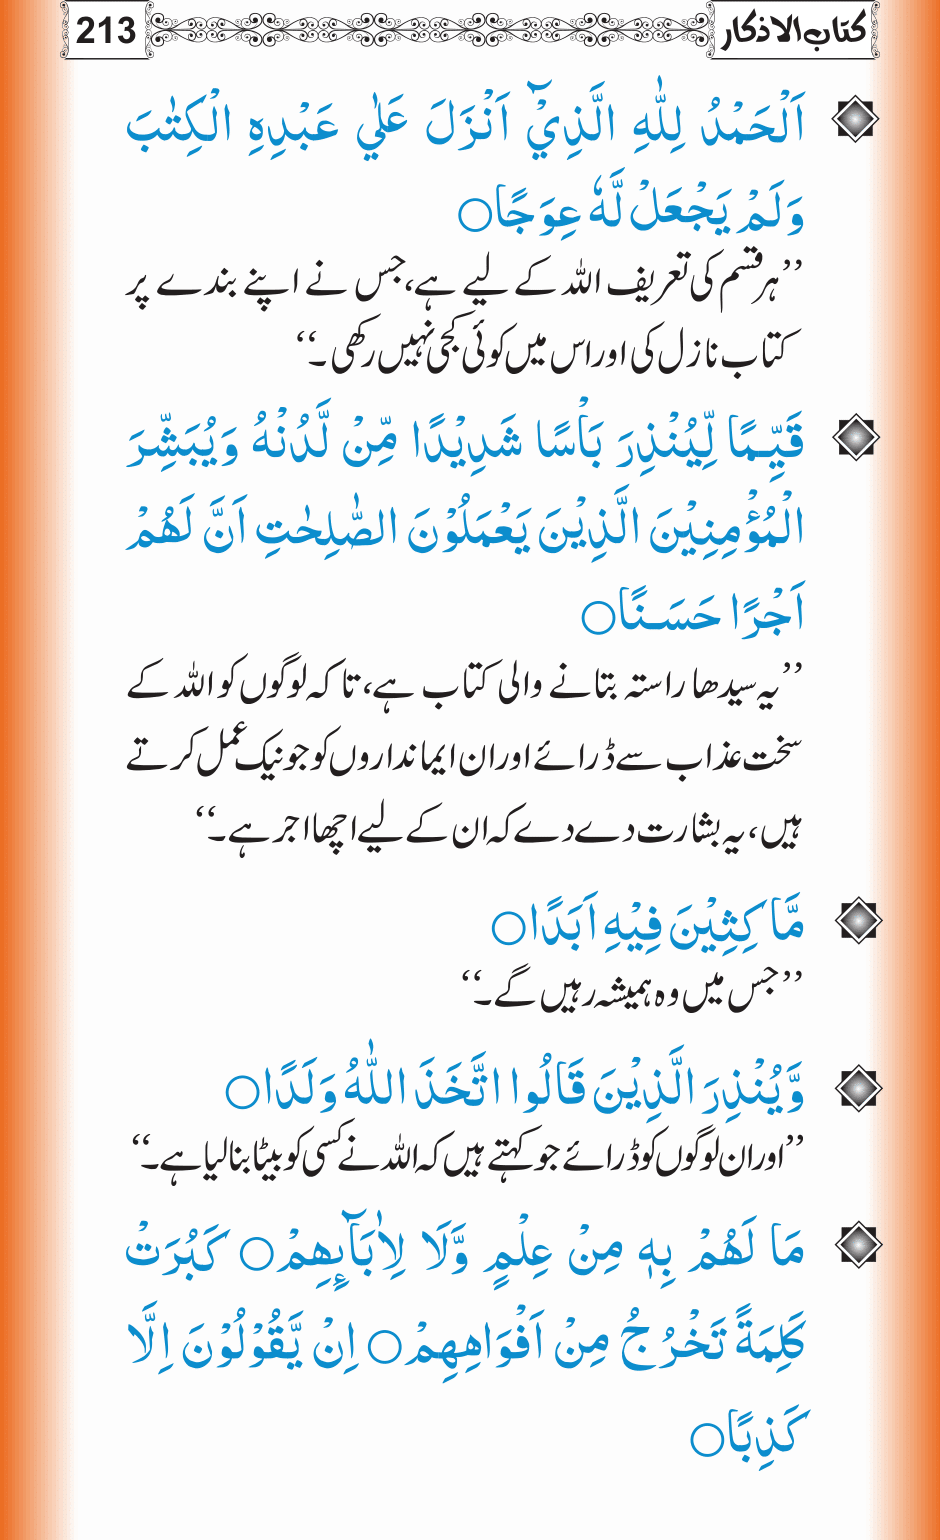 كتاب الاذكار 213
اَلْحَمْدُ لِلّٰهِ الَّذِيْٓ اَنْزَلَ عَلٰي عَبْدِهِ الْكِتٰبَ
وَلَمْ يَجْعَلْ لَّهٗ عِوَجًا○
’’ہر قسم کی تعریف اللہ کے لیے ہے، جس نے اپنے بندے پر
کتاب نازل کی اور اس میں کوئی کجی نہیں رکھی۔‘‘
قَيِّـمًا لِّيُنْذِرَ بَاْسًا شَدِيْدًا مِّنْ لَّدُنْهُ وَيُبَشِّرَ
الْمُؤْمِنِيْنَ الَّذِيْنَ يَعْمَلُوْنَ الصّٰلِحٰتِ اَنَّ لَهُمْ
اَجْرًا حَسَـنًا○
’’یہ سیدھا راستہ بتانے والی کتاب ہے، تاکہ لوگوں کو اللہ کے
سخت عذاب سے ڈرائے اور ان ایمانداروں کو جو نیک عمل کرتے
ہیں، یہ بشارت دے دے کہ ان کے لیے اچھا اجر ہے۔‘‘
مَّاكِثِيْنَ فِيْهِ اَبَدًا○
’’جس میں وہ ہمیشہ رہیں گے۔‘‘
وَّيُنْذِرَ الَّذِيْنَ قَالُوا اتَّخَذَ اللّٰهُ وَلَدًا○
’’اور ان لوگوں کو ڈرائے جو کہتے ہیں کہ اللہ نے کسی کو بیٹا بنا لیا ہے۔‘‘
مَا لَهُمْ بِهٖ مِنْ عِلْمٍ وَّلَا لِاٰبَآىِٕهِمْ○ كَبُرَتْ
كَلِمَةً تَخْرُجُ مِنْ اَفْوَاهِهِمْ○ اِنْ يَّقُوْلُوْنَ اِلَّا
كَذِبًا○